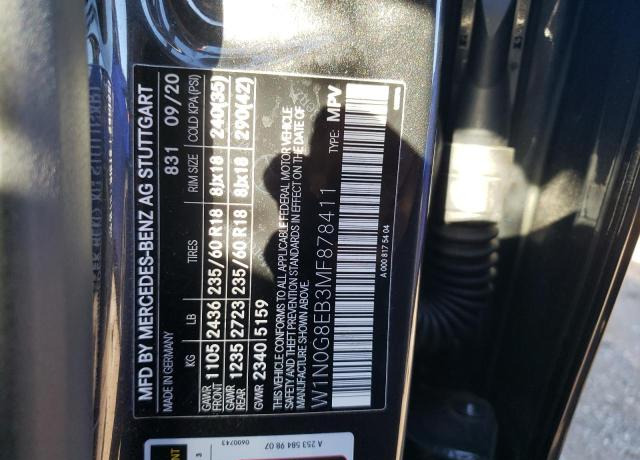 MFD BY MERCEDES-BENZ AG STUTTGART
MADE IN GERMANY 831 09/20
KG LB TIRES RIM SIZE COLD KPA (PSI)
GAWR FRONT 1105 2436 235/60 R18 8Jx18 240(35)
GAWR REAR 1235 2723 235/60 R18 8Jx18 290(42)
GVWR 2340 5159
THIS VEHICLE CONFORMS TO ALL APPLICABLE FEDERAL MOTOR VEHICLE
SAFETY AND THEFT PREVENTION STANDARDS IN EFFECT ON THE DATE OF
MANUFACTURE SHOWN ABOVE.
W1N0G8EB3MF878411 TYPE: MPV
A 000 817 54 04
A 253 584 98 07
0600743